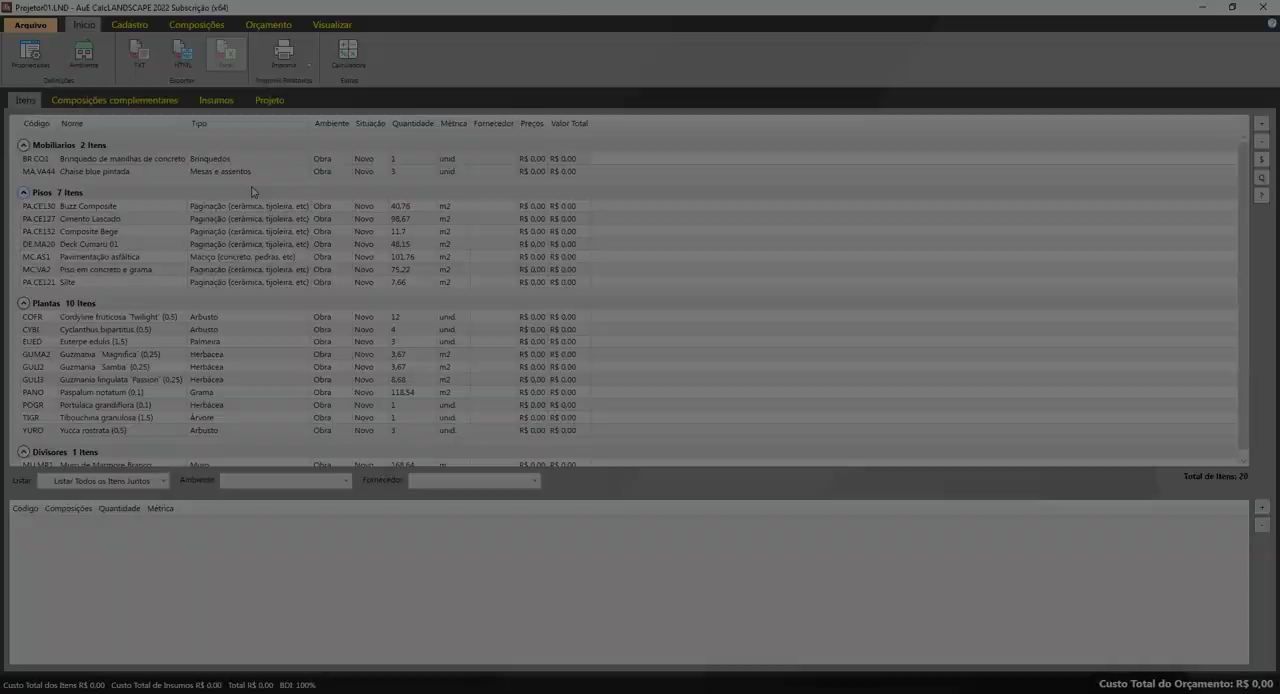 Projetor01.LND - AuE CalcLANDSCAPE 2022 Subscrição (x64)
Arquivo Início Cadastro Composições Orçamento Visualizar
Propriedades Ambiente TXT HTML Excel Imprimir Calculadora
Definições Exportar Imprimir Relatórios Extras
Itens Composições complementares Insumos Projeto
Código Nome Tipo Ambiente Situação Quantidade Métrica Fornecedor Preços Valor Total
Mobiliarios 2 Itens
BR.CO1 Brinquedo de manilhas de concreto Brinquedos Obra Novo 1 unid. R$ 0,00 R$ 0,00
MA.VA44 Chaise blue pintada Mesas e assentos Obra Novo 3 unid. R$ 0,00 R$ 0,00
Pisos 7 Itens
PA.CE130 Buzz Composite Paginação (cerâmica, tijoleira, etc) Obra Novo 40,76 m2 R$ 0,00 R$ 0,00
PA.CE127 Cimento Lascado Paginação (cerâmica, tijoleira, etc) Obra Novo 98,67 m2 R$ 0,00 R$ 0,00
PA.CE132 Composite Bege Paginação (cerâmica, tijoleira, etc) Obra Novo 11,7 m2 R$ 0,00 R$ 0,00
DE.MA20 Deck Cumaru 01 Paginação (cerâmica, tijoleira, etc) Obra Novo 48,15 m2 R$ 0,00 R$ 0,00
MC.AS1 Pavimentação asfáltica Maciço (concreto, pedras, etc) Obra Novo 101,76 m2 R$ 0,00 R$ 0,00
MC.VA2 Piso em concreto e grama Paginação (cerâmica, tijoleira, etc) Obra Novo 75,22 m2 R$ 0,00 R$ 0,00
PA.CE121 Silte Paginação (cerâmica, tijoleira, etc) Obra Novo 7,66 m2 R$ 0,00 R$ 0,00
Plantas 10 Itens
COFR Cordyline fruticosa 'Twilight' (0,5) Arbusto Obra Novo 12 unid. R$ 0,00 R$ 0,00
CYBI Cyclanthus bipartitus (0,5) Arbusto Obra Novo 4 unid. R$ 0,00 R$ 0,00
EUED Euterpe edulis (1,5) Palmeira Obra Novo 3 unid. R$ 0,00 R$ 0,00
GUMA2 Guzmania ´Magnifica´ (0,25) Herbácea Obra Novo 3,67 m2 R$ 0,00 R$ 0,00
GULI2 Guzmania ´Samba´ (0,25) Herbácea Obra Novo 3,67 m2 R$ 0,00 R$ 0,00
GULI3 Guzmania lingulata 'Passion' (0,25) Herbácea Obra Novo 8,68 m2 R$ 0,00 R$ 0,00
PANO Paspalum notatum (0,1) Grama Obra Novo 118,54 m2 R$ 0,00 R$ 0,00
POGR Portulaca grandiflora (0,1) Herbácea Obra Novo 1 unid. R$ 0,00 R$ 0,00
TIGR Tibouchina granulosa (1,5) Árvore Obra Novo 1 unid. R$ 0,00 R$ 0,00
YURO Yucca rostrata (0,5) Arbusto Obra Novo 3 unid. R$ 0,00 R$ 0,00
Divisores 1 Itens
MU.MR1 Muro de Marmore Branco Muro Obra Novo 168,64 m R$ 0,00 R$ 0,00
Listar Listar Todos os Itens Juntos Ambiente Fornecedor Total de Itens: 20
Código Composições Quantidade Métrica
Custo Total dos Itens R$ 0,00 Custo Total de Insumos R$ 0,00 Total R$ 0,00 BDI: 100% Custo Total do Orçamento: R$ 0,00